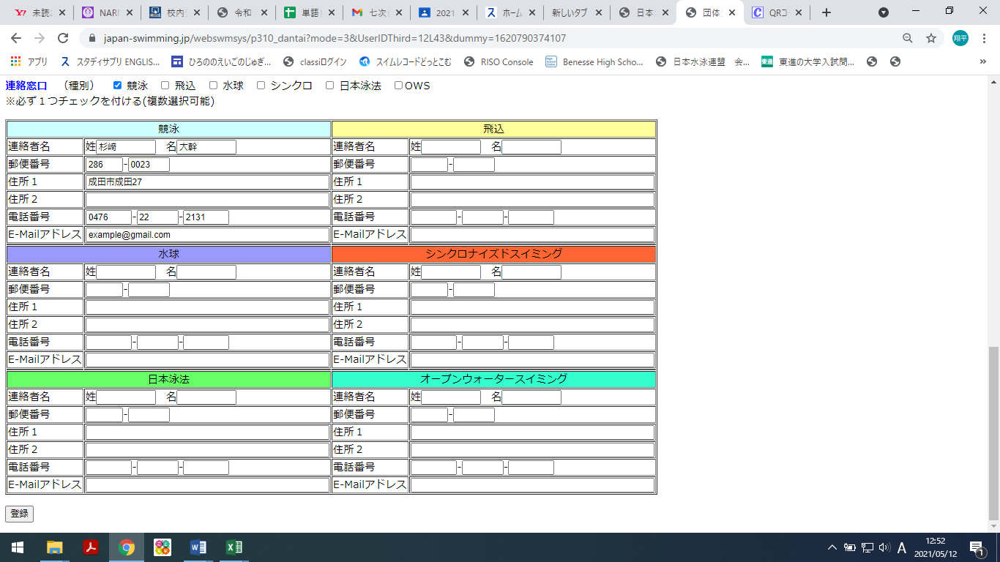 未読
NARI
校内
令和
単語
七次
2021
ホーム
新しいタブ
日本
団体
QRコ
japan-swimming.jp/webswmsys/p310_dantai?mode=3&UserIDThird=12L43&dummy=1620790374107
翔平
アプリ スタディサプリ ENGLIS... ひろののえいごのじゅぎ... classiログイン スイムレコードどっとこむ RISO Console Benesse High Scho... 日本水泳連盟 会... 東進の大学入試問... »
連絡窓口 （種別） 競泳 飛込 水球 シンクロ 日本泳法 OWS
※必ず１つチェックを付ける(複数選択可能)
競泳
連絡者名 姓 杉﨑 名 大幹
郵便番号 286 - 0023
住所１ 成田市成田27
住所２
電話番号 0476 - 22 - 2131
E-Mailアドレス example@gmail.com
飛込
連絡者名 姓 名
郵便番号 -
住所１
住所２
電話番号 - -
E-Mailアドレス
水球
連絡者名 姓 名
郵便番号 -
住所１
住所２
電話番号 - -
E-Mailアドレス
シンクロナイズドスイミング
連絡者名 姓 名
郵便番号 -
住所１
住所２
電話番号 - -
E-Mailアドレス
日本泳法
連絡者名 姓 名
郵便番号 -
住所１
住所２
電話番号 - -
E-Mailアドレス
オープンウォータースイミング
連絡者名 姓 名
郵便番号 -
住所１
住所２
電話番号 - -
E-Mailアドレス
登録
A
12:52
2021/05/12
1